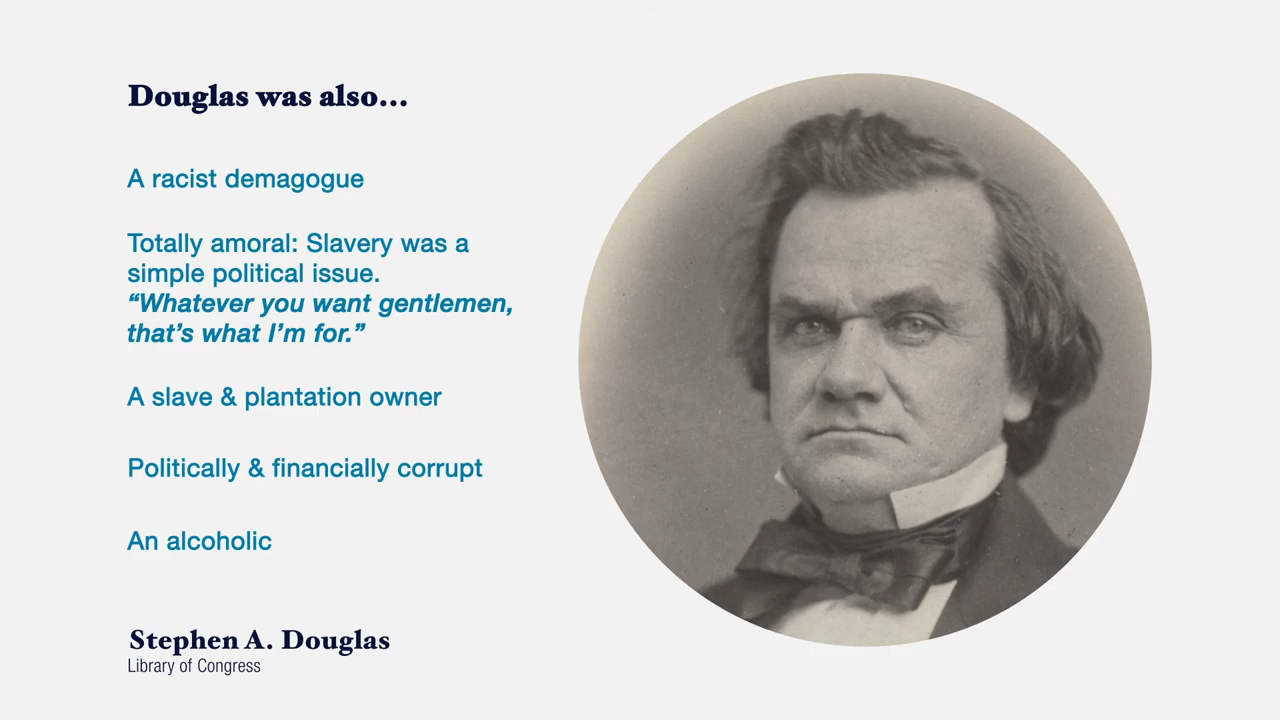 Douglas was also...
A racist demagogue
Totally amoral: Slavery was a
simple political issue.
“Whatever you want gentlemen,
that’s what I’m for.”
A slave & plantation owner
Politically & financially corrupt
An alcoholic
Stephen A. Douglas
Library of Congress